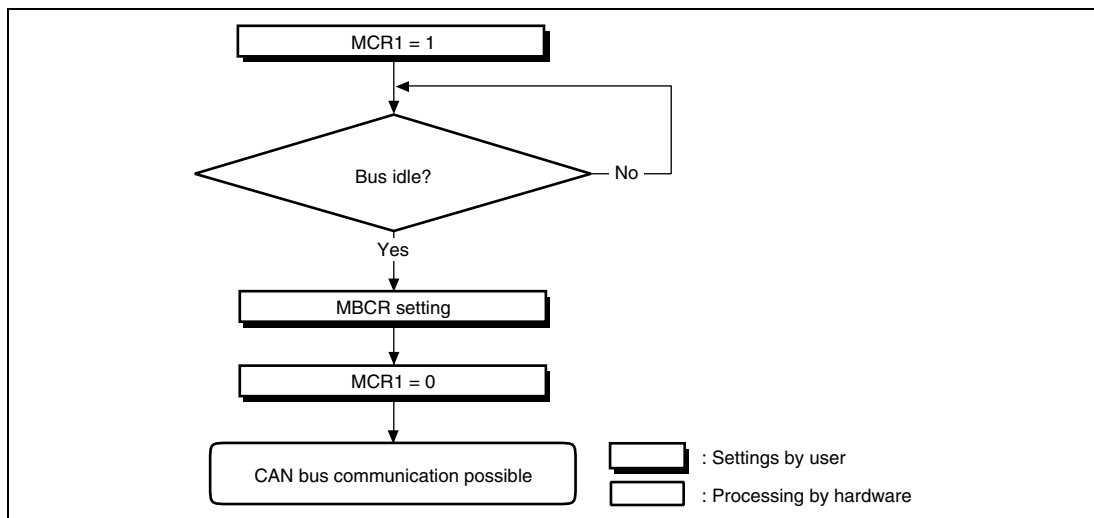 MCR1 = 1
Bus idle?
No
Yes
MBCR setting
MCR1 = 0
CAN bus communication possible
: Settings by user
: Processing by hardware